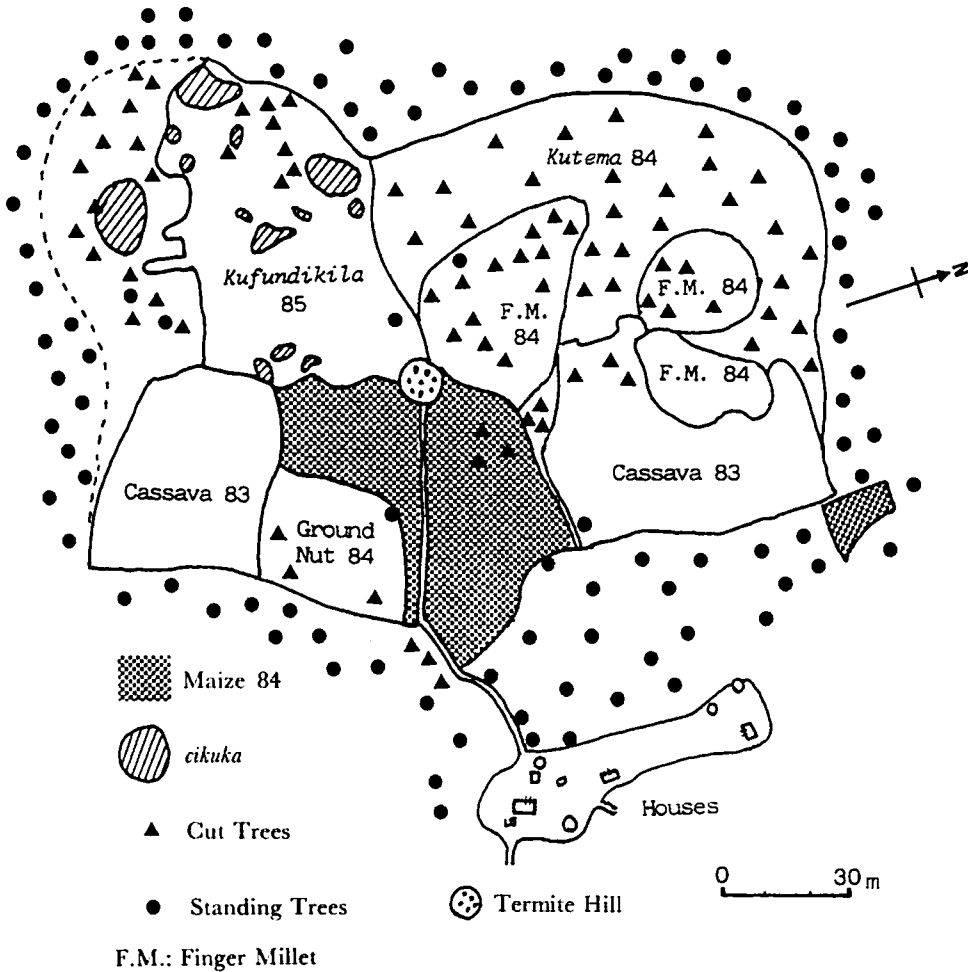 Kutema 84
Kufundikila
85
F.M.
84
F.M. 84
F.M. 84
N
Cassava 83
Cassava 83
Ground
Nut 84
Maize 84
cikuka
Houses
Cut Trees
0 30 m
Standing Trees
Termite Hill
F.M.: Finger Millet